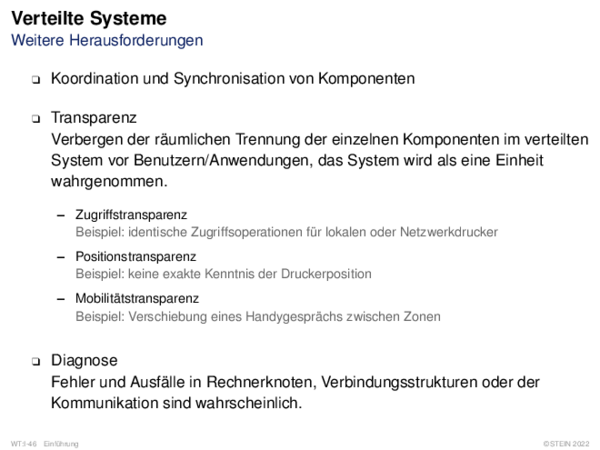 Verteilte Systeme
Weitere Herausforderungen
❑ Koordination und Synchronisation von Komponenten
❑ Transparenz
Verbergen der räumlichen Trennung der einzelnen Komponenten im verteilten
System vor Benutzern/Anwendungen, das System wird als eine Einheit
wahrgenommen.
– Zugriffstransparenz
Beispiel: identische Zugriffsoperationen für lokalen oder Netzwerkdrucker
– Positionstransparenz
Beispiel: keine exakte Kenntnis der Druckerposition
– Mobilitätstransparenz
Beispiel: Verschiebung eines Handygesprächs zwischen Zonen
❑ Diagnose
Fehler und Ausfälle in Rechnerknoten, Verbindungsstrukturen oder der
Kommunikation sind wahrscheinlich.
WT:I-46 Einführung ©STEIN 2022